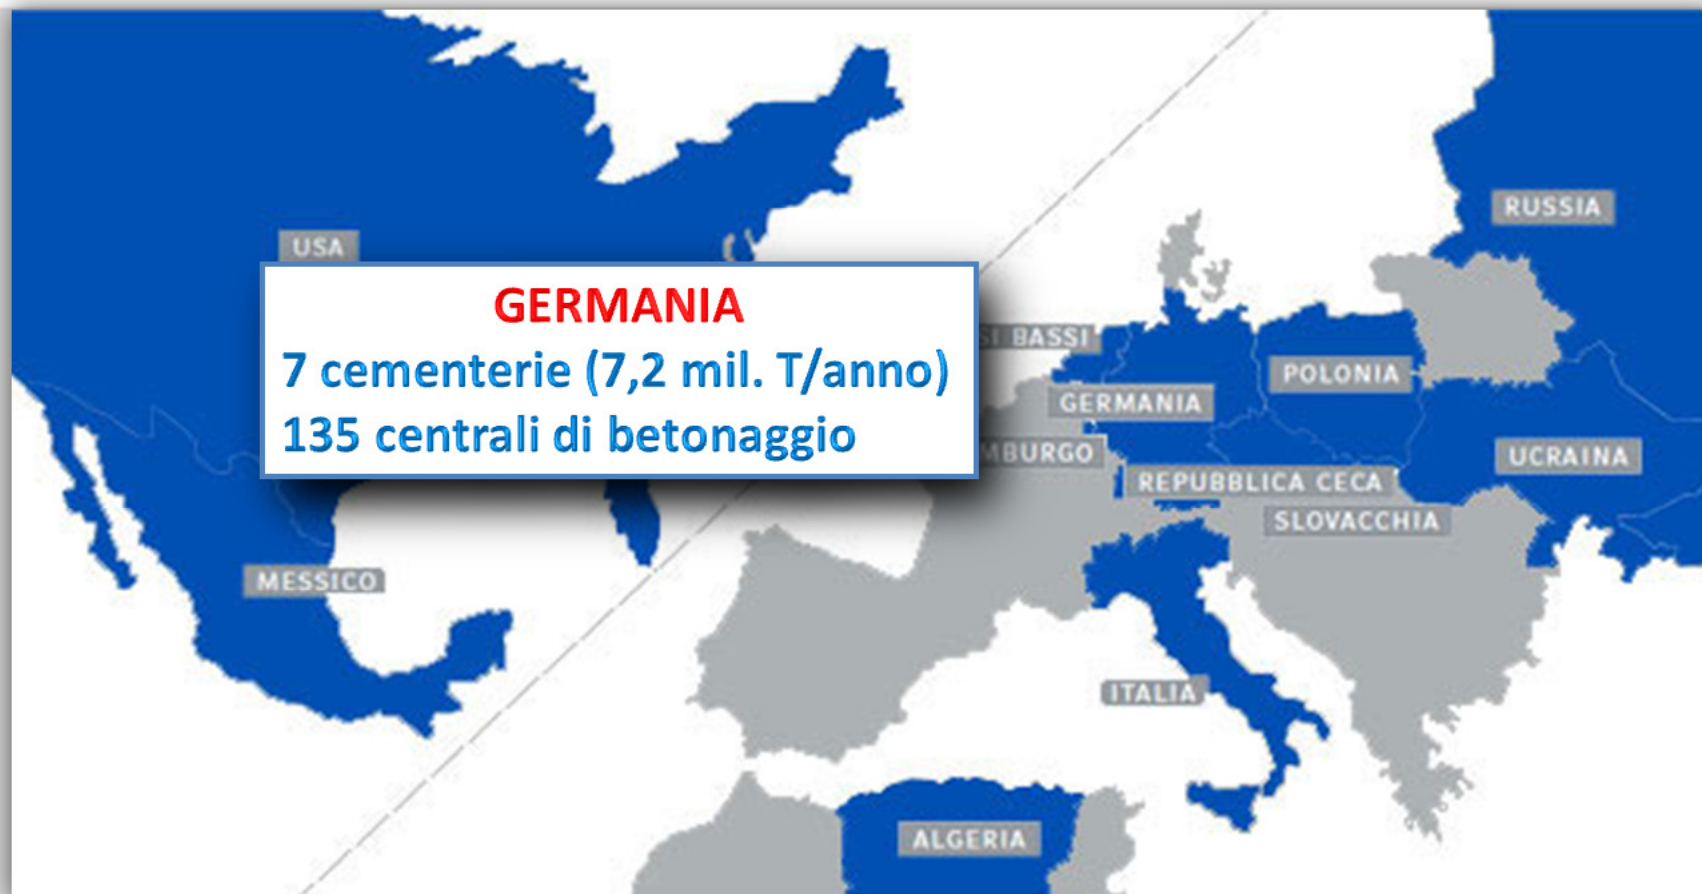 RUSSIA
USA
GERMANIA
7 cementerie (7,2 mil. T/anno)
135 centrali di betonaggio
BASSI
POLONIA
GERMANIA
UCRAINA
REPUBBLICA CECA
SLOVACCHIA
MESSICO
ITALIA
ALGERIA